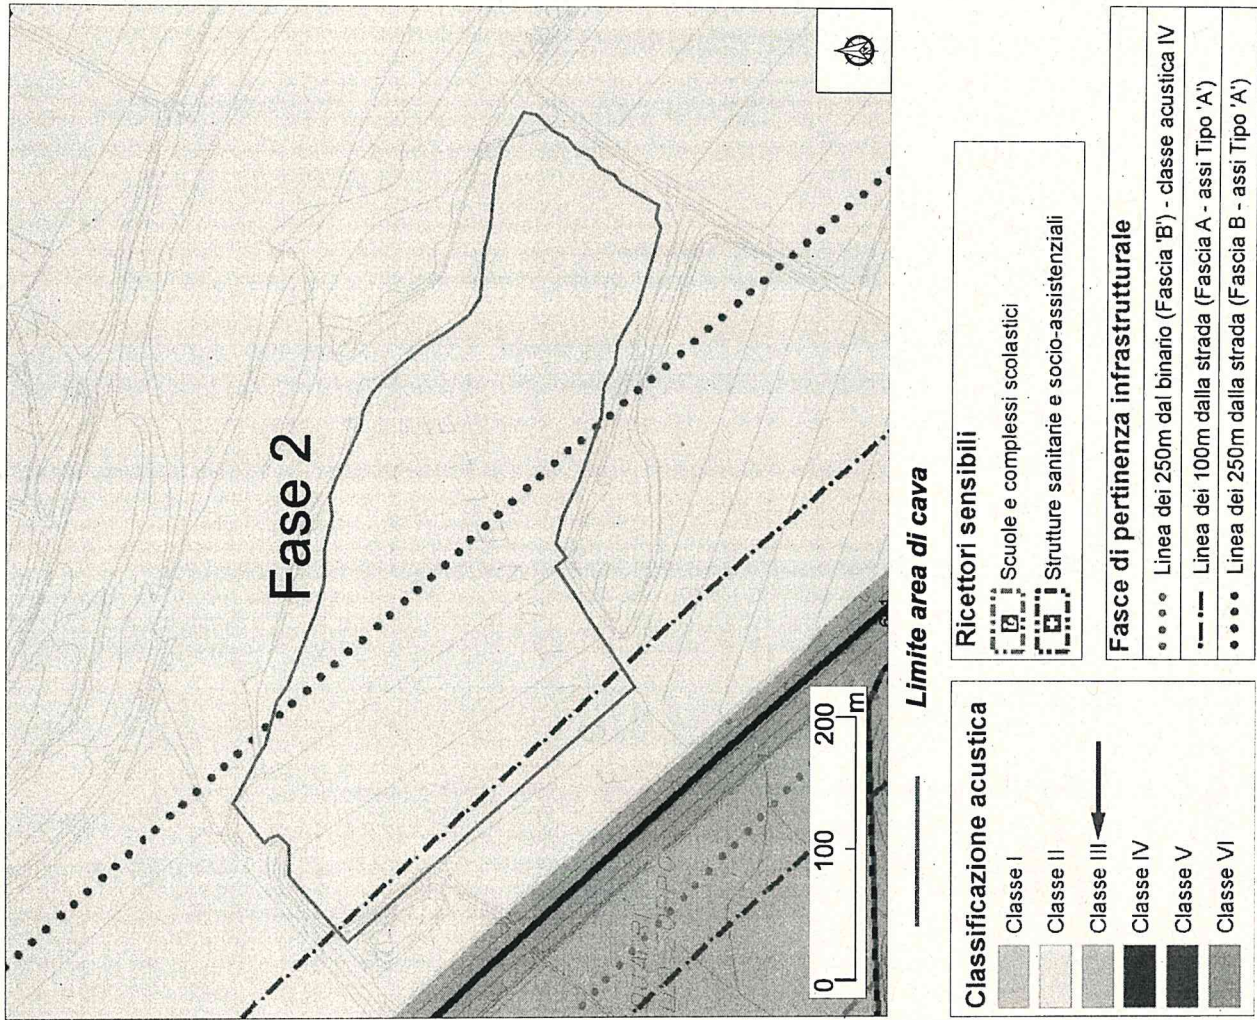 Fase 2
0
100
200
m
Limite area di cava
Classificazione acustica
Classe I
Classe II
Classe III
Classe IV
Classe V
Classe VI
Ricettori sensibili
Scuole e complessi scolastici
Strutture sanitarie e socio-assistenziali
Fasce di pertinenza infrastrutturale
Linea dei 250m dal binario (Fascia 'B') - classe acustica IV
Linea dei 100m dalla strada (Fascia A - assi Tipo 'A')
Linea dei 250m dalla strada (Fascia B - assi Tipo 'A')